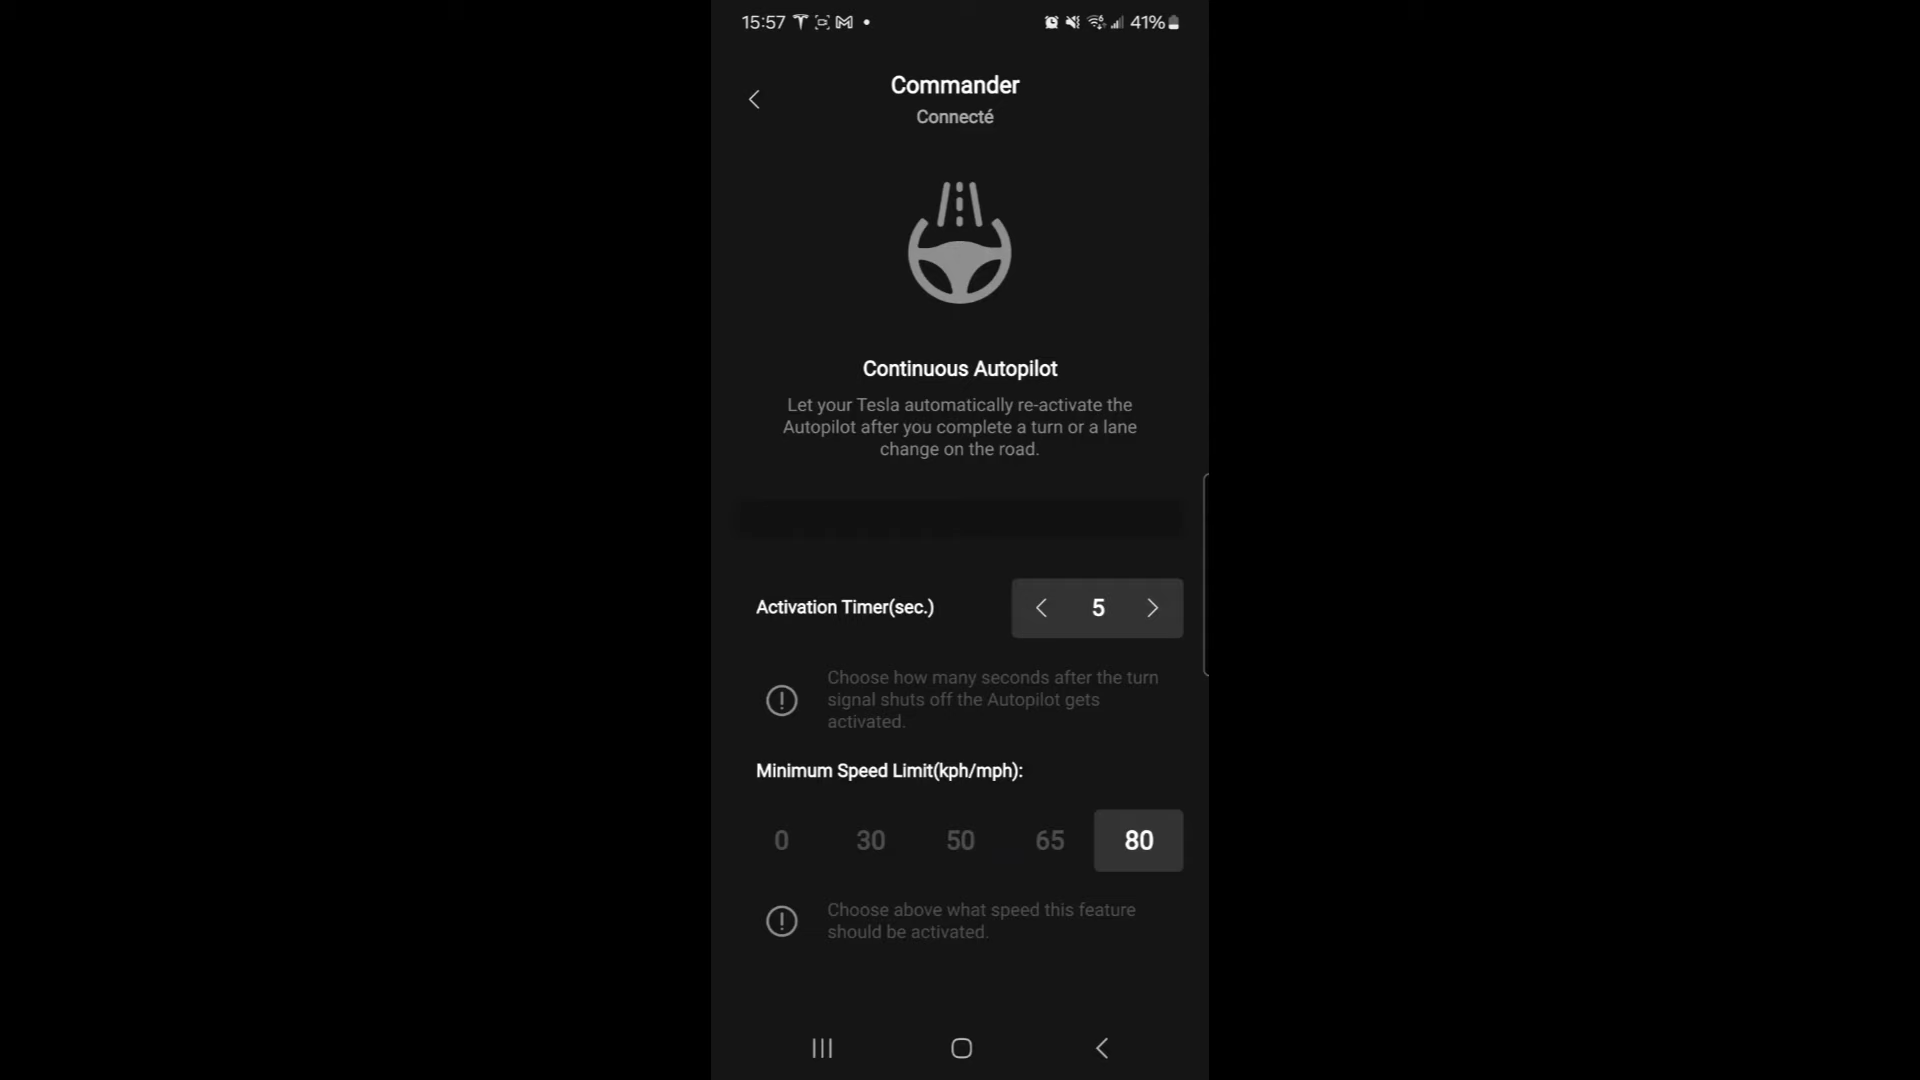 15:57
41%
Commander
Connecté
Continuous Autopilot
Let your Tesla automatically re-activate the
Autopilot after you complete a turn or a lane
change on the road.
Activation Timer(sec.)
5
Choose how many seconds after the turn
signal shuts off the Autopilot gets
activated.
Minimum Speed Limit(kph/mph):
0 30 50 65 80
Choose above what speed this feature
should be activated.